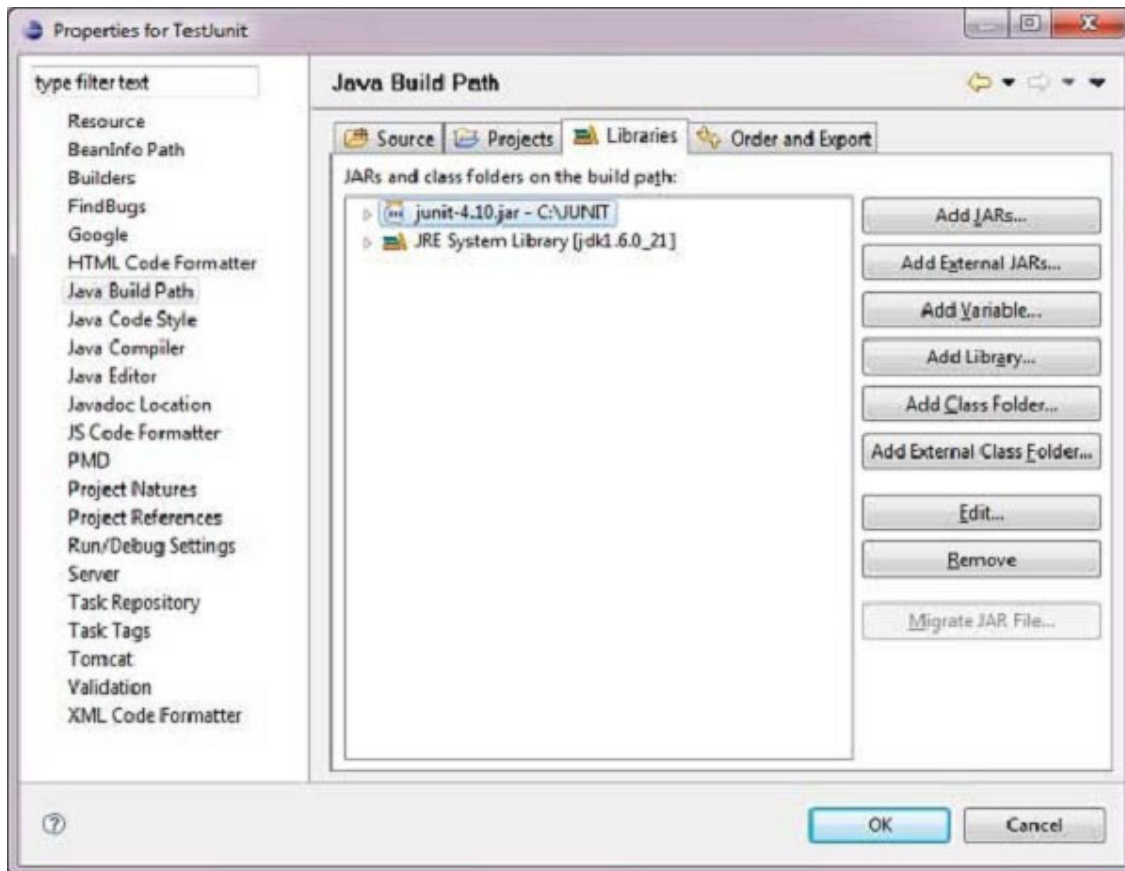 Properties for TestJunit
type filter text
Resource
BeanInfo Path
Builders
FindBugs
Google
HTML Code Formatter
Java Build Path
Java Code Style
Java Compiler
Java Editor
Javadoc Location
JS Code Formatter
PMD
Project Natures
Project References
Run/Debug Settings
Server
Task Repository
Task Tags
Tomcat
Validation
XML Code Formatter
Java Build Path
Source Projects Libraries Order and Export
JARs and class folders on the build path:
junit-4.10.jar - C:\JUNIT
JRE System Library [jdk1.6.0_21]
Add JARs...
Add External JARs...
Add Variable...
Add Library...
Add Class Folder...
Add External Class Folder...
Edit...
Remove
Migrate JAR File...
OK Cancel